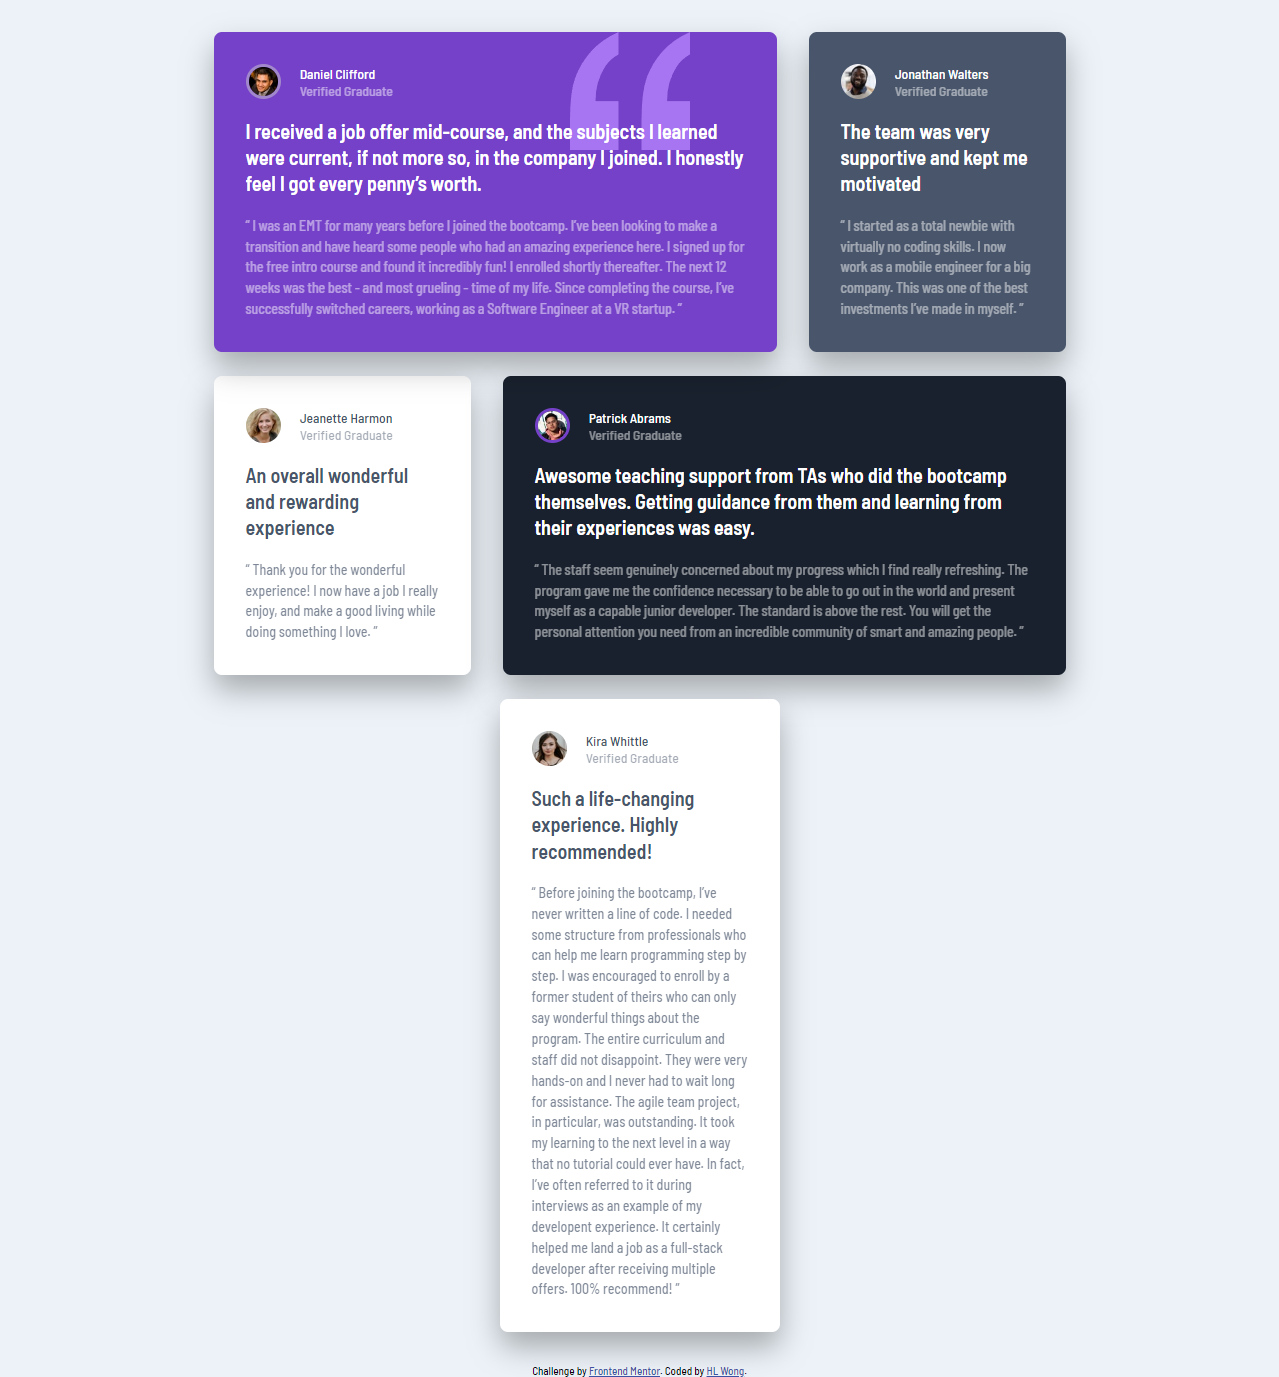 Daniel Clifford
Verified Graduate
I received a job offer mid-course, and the subjects I learned
were current, if not more so, in the company I joined. I honestly
feel I got every penny’s worth.
“ I was an EMT for many years before I joined the bootcamp. I’ve been looking to make a
transition and have heard some people who had an amazing experience here. I signed up for
the free intro course and found it incredibly fun! I enrolled shortly thereafter. The next 12
weeks was the best - and most grueling - time of my life. Since completing the course, I’ve
successfully switched careers, working as a Software Engineer at a VR startup. ”
Jonathan Walters
Verified Graduate
The team was very
supportive and kept me
motivated
“ I started as a total newbie with
virtually no coding skills. I now
work as a mobile engineer for a big
company. This was one of the best
investments I’ve made in myself. ”
Jeanette Harmon
Verified Graduate
An overall wonderful
and rewarding
experience
“ Thank you for the wonderful
experience! I now have a job I really
enjoy, and make a good living while
doing something I love. ”
Patrick Abrams
Verified Graduate
Awesome teaching support from TAs who did the bootcamp
themselves. Getting guidance from them and learning from
their experiences was easy.
“ The staff seem genuinely concerned about my progress which I find really refreshing. The
program gave me the confidence necessary to be able to go out in the world and present
myself as a capable junior developer. The standard is above the rest. You will get the
personal attention you need from an incredible community of smart and amazing people. ”
Kira Whittle
Verified Graduate
Such a life-changing
experience. Highly
recommended!
“ Before joining the bootcamp, I’ve
never written a line of code. I needed
some structure from professionals who
can help me learn programming step by
step. I was encouraged to enroll by a
former student of theirs who can only
say wonderful things about the
program. The entire curriculum and
staff did not disappoint. They were very
hands-on and I never had to wait long
for assistance. The agile team project,
in particular, was outstanding. It took
my learning to the next level in a way
that no tutorial could ever have. In fact,
I’ve often referred to it during
interviews as an example of my
developent experience. It certainly
helped me land a job as a full-stack
developer after receiving multiple
offers. 100% recommend! ”
Challenge by Frontend Mentor. Coded by HL Wong.